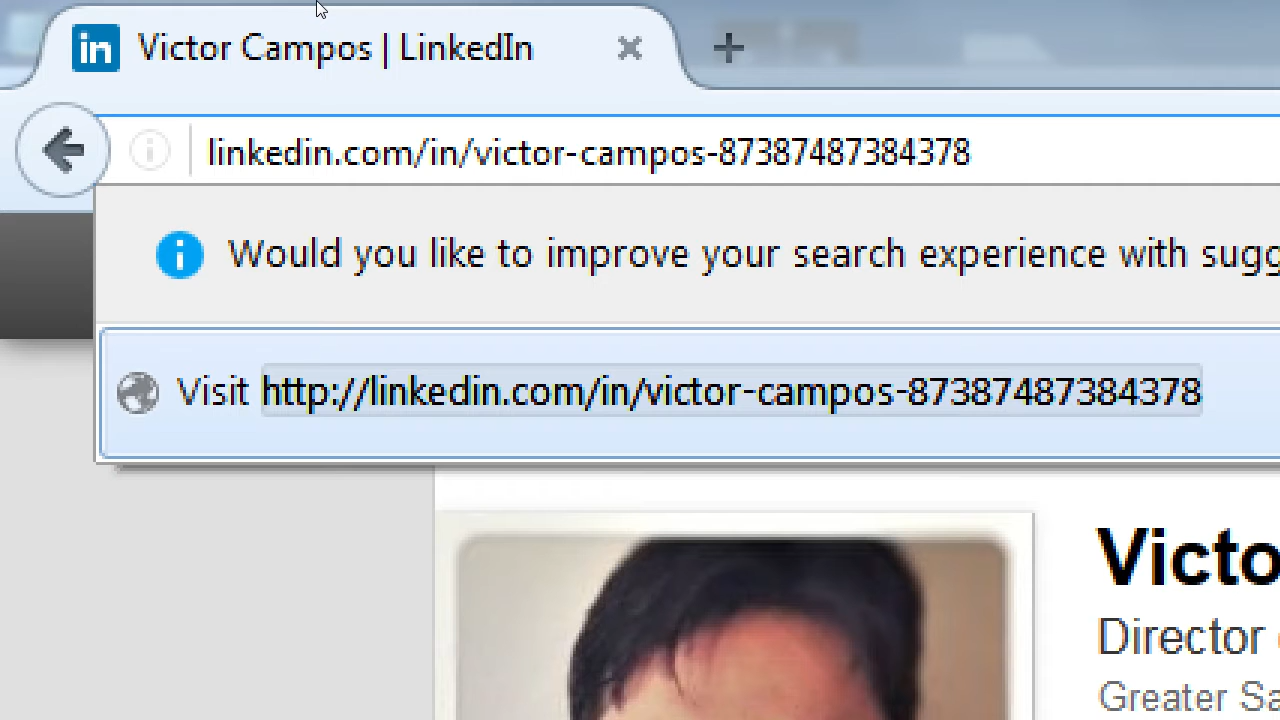 in Victor Campos | LinkedIn
linkedin.com/in/victor-campos-87387487384378
Would you like to improve your search experience with
Visit http://linkedin.com/in/victor-campos-87387487384378
Victo
Director
Greater Sa